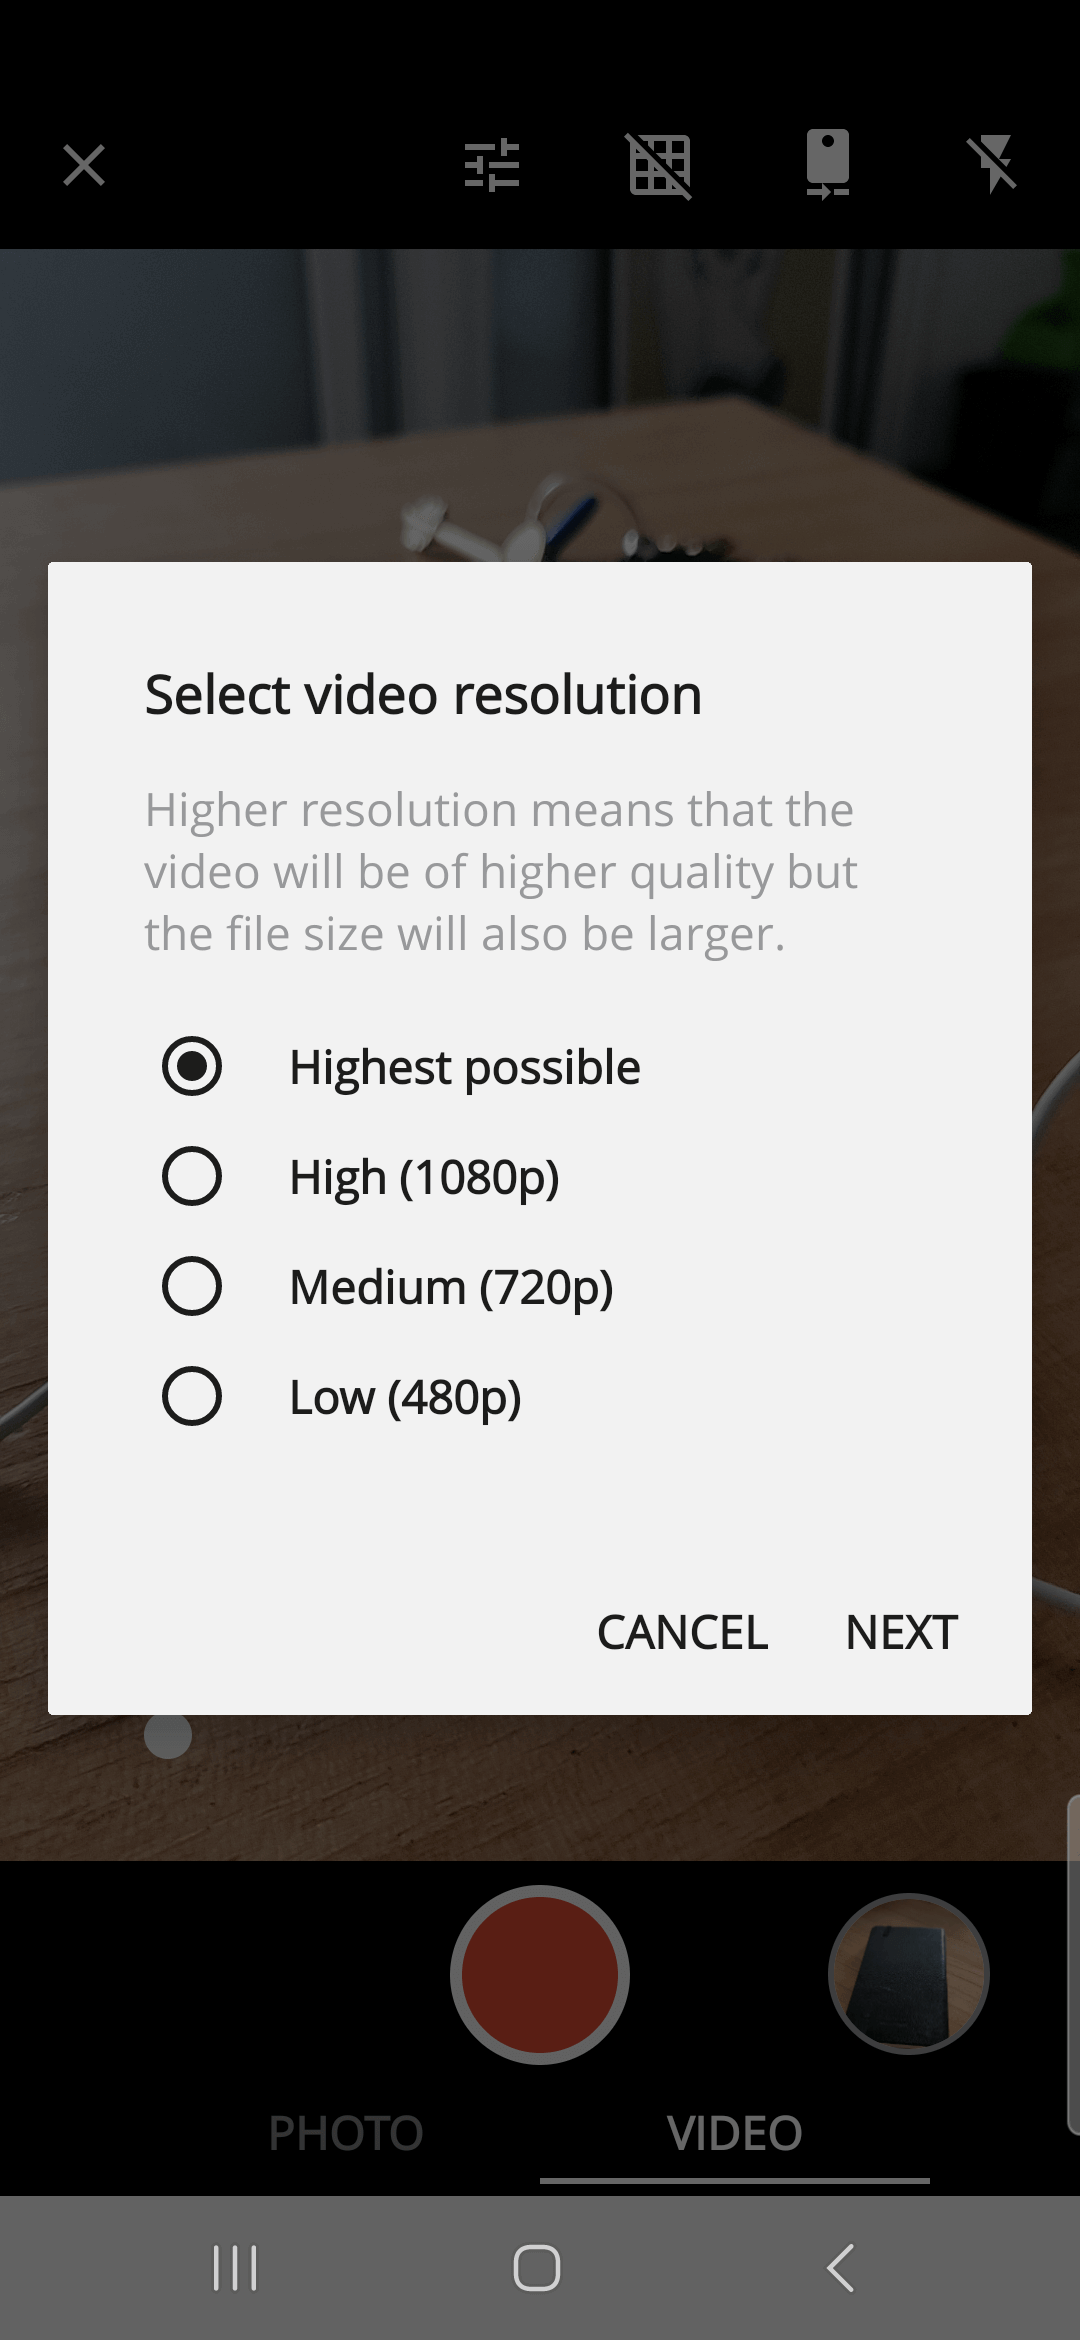 Select video resolution
Higher resolution means that the
video will be of higher quality but
the file size will also be larger.
Highest possible
High (1080p)
Medium (720p)
Low (480p)
CANCEL NEXT
PHOTO VIDEO